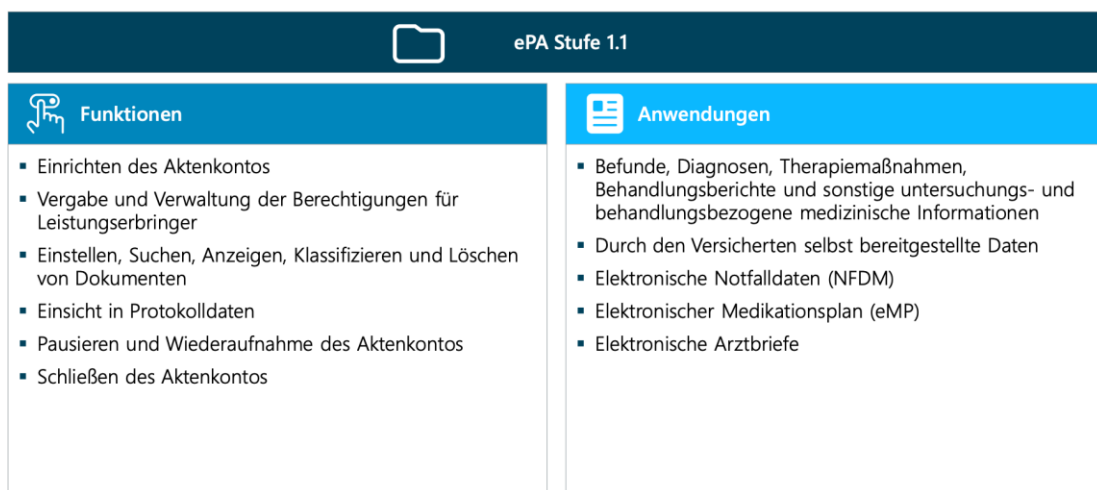 ePA Stufe 1.1
Funktionen
▪ Einrichten des Aktenkontos
▪ Vergabe und Verwaltung der Berechtigungen für
Leistungserbringer
▪ Einstellen, Suchen, Anzeigen, Klassifizieren und Löschen
von Dokumenten
▪ Einsicht in Protokolldaten
▪ Pausieren und Wiederaufnahme des Aktenkontos
▪ Schließen des Aktenkontos
Anwendungen
▪ Befunde, Diagnosen, Therapiemaßnahmen,
Behandlungsberichte und sonstige untersuchungs- und
behandlungsbezogene medizinische Informationen
▪ Durch den Versicherten selbst bereitgestellte Daten
▪ Elektronische Notfalldaten (NFDM)
▪ Elektronischer Medikationsplan (eMP)
▪ Elektronische Arztbriefe